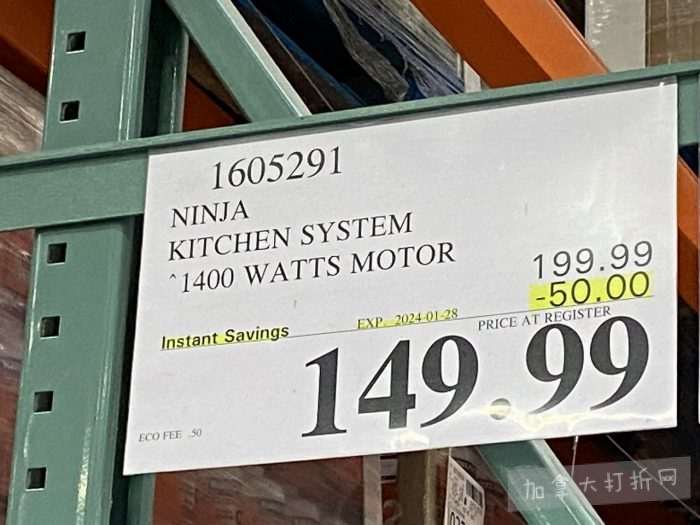 1605291
NINJA
KITCHEN SYSTEM
^1400 WATTS MOTOR
199.99
-50.00
Instant Savings EXP. 2024-01-28 PRICE AT REGISTER
149.99
ECO FEE .50
加拿大打折网